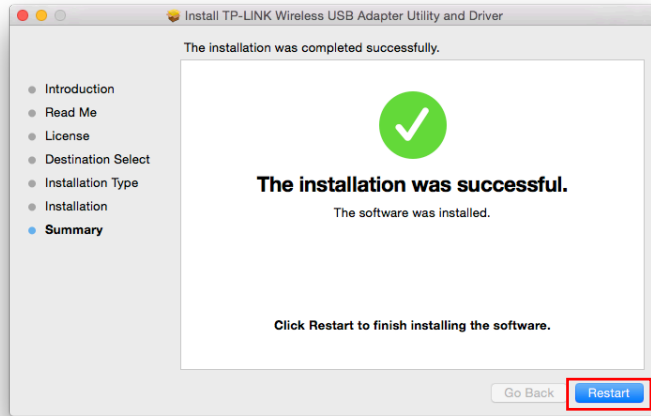 Install TP-LINK Wireless USB Adapter Utility and Driver
The installation was completed successfully.
Introduction
Read Me
License
Destination Select
Installation Type
Installation
Summary
The installation was successful.
The software was installed.
Click Restart to finish installing the software.
Go Back
Restart